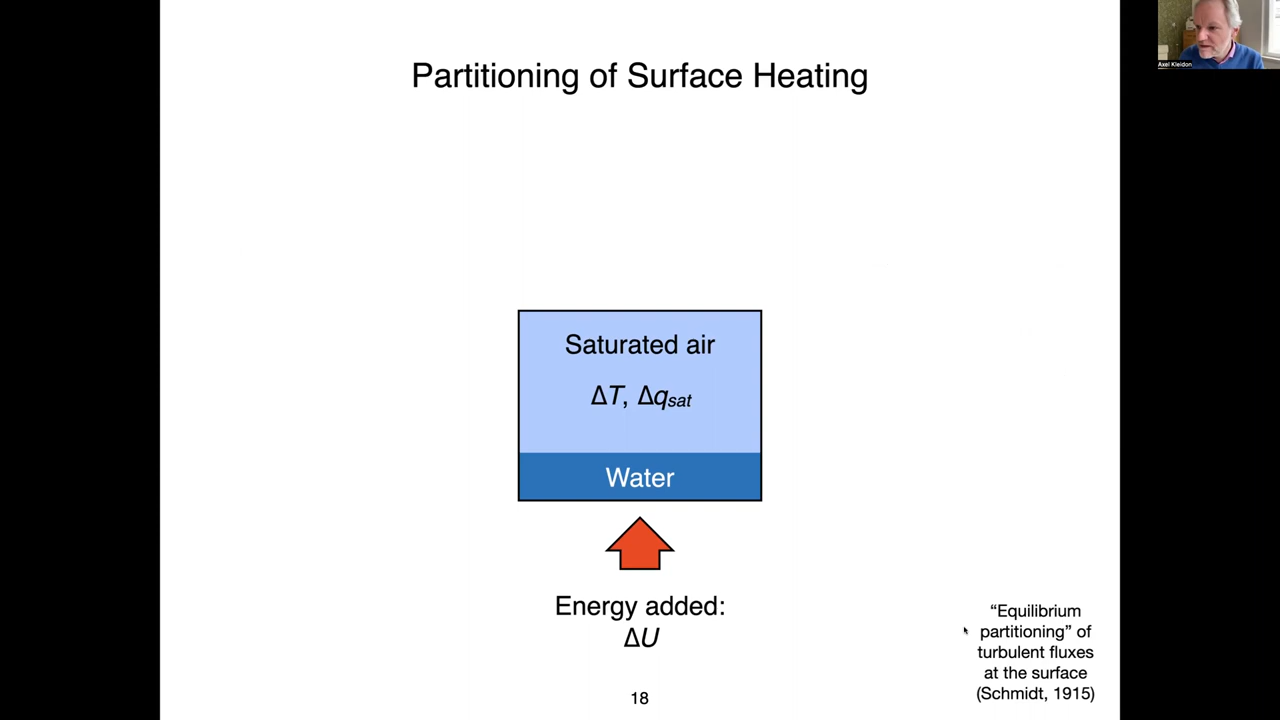 Partitioning of Surface Heating
Axel Kleidon
Saturated air
ΔT, Δqsat
Water
Energy added:
ΔU
“Equilibrium
partitioning” of
turbulent fluxes
at the surface
(Schmidt, 1915)
18